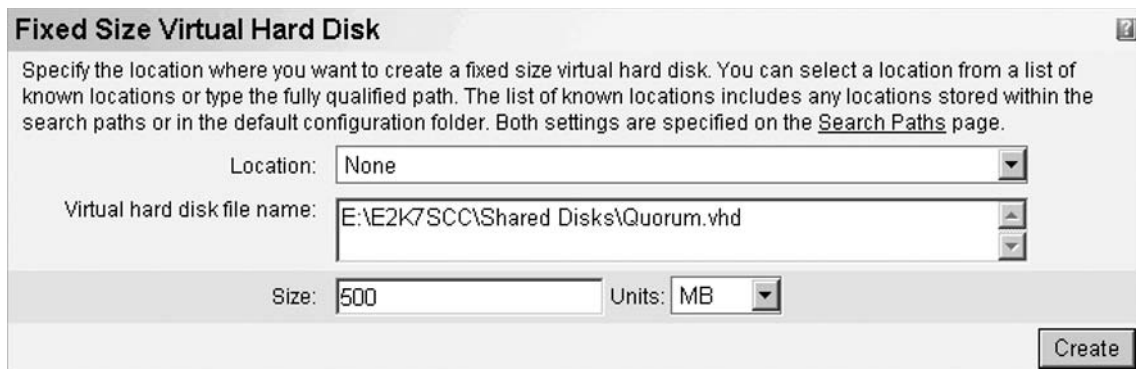 Fixed Size Virtual Hard Disk ?
Specify the location where you want to create a fixed size virtual hard disk. You can select a location from a list of
known locations or type the fully qualified path. The list of known locations includes any locations stored within the
search paths or in the default configuration folder. Both settings are specified on the Search Paths page.
Location: None
Virtual hard disk file name: E:\E2K7SCC\Shared Disks\Quorum.vhd
Size: 500 Units: MB
Create